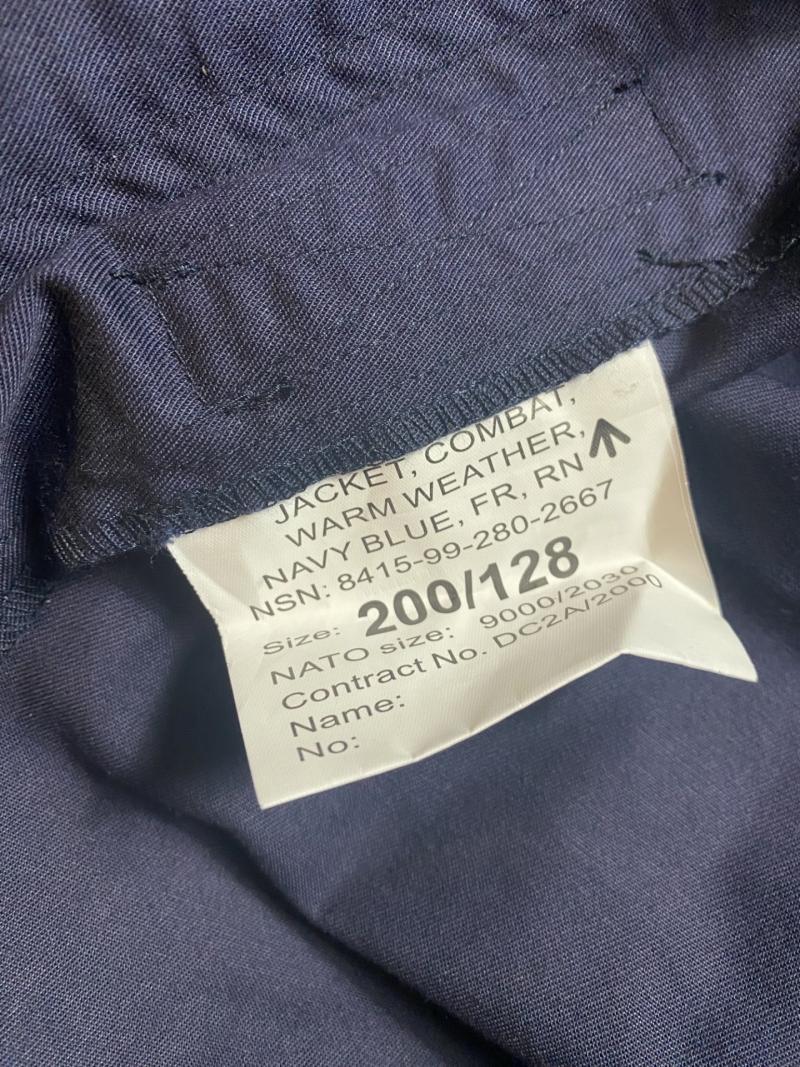 JACKET, COMBAT,
WARM WEATHER,
NAVY BLUE, FR, RN
NSN: 8415-99-280-2667
Size: 200/128
NATO size: 9000/2030
Contract No. DC2A/2000
Name:
No: